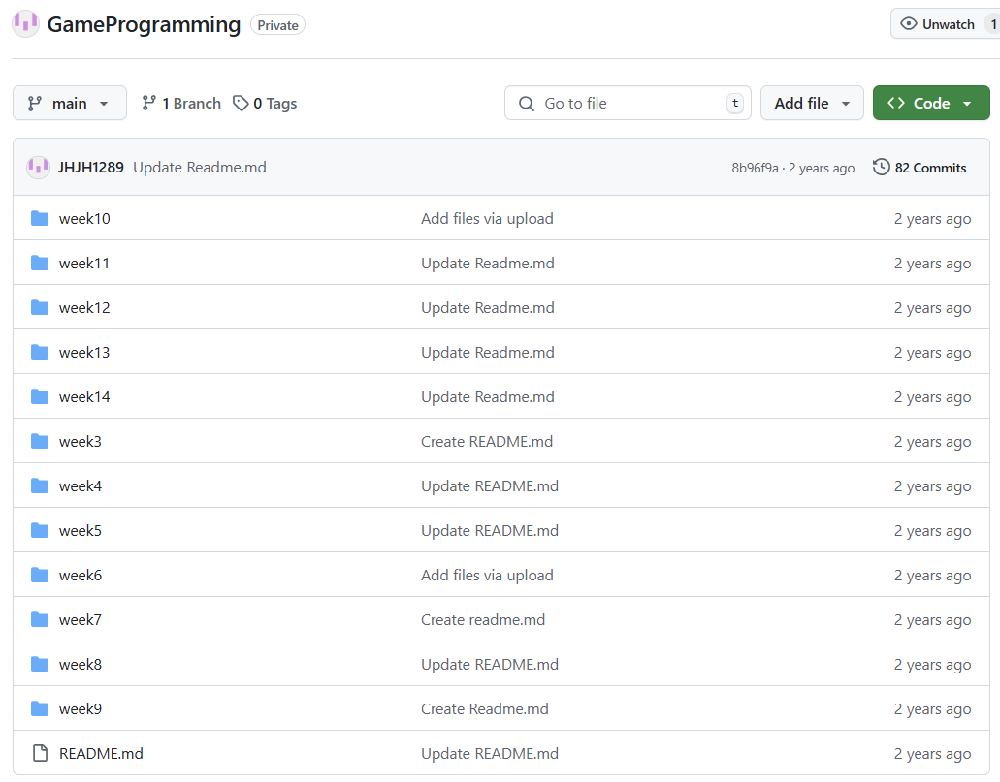 GameProgramming Private Unwatch 1
main 1 Branch 0 Tags Go to file t Add file <> Code
JHJH1289 Update Readme.md 8b96f9a · 2 years ago 82 Commits
week10 Add files via upload 2 years ago
week11 Update Readme.md 2 years ago
week12 Update Readme.md 2 years ago
week13 Update Readme.md 2 years ago
week14 Update Readme.md 2 years ago
week3 Create README.md 2 years ago
week4 Update README.md 2 years ago
week5 Update README.md 2 years ago
week6 Add files via upload 2 years ago
week7 Create readme.md 2 years ago
week8 Update README.md 2 years ago
week9 Create Readme.md 2 years ago
README.md Update README.md 2 years ago